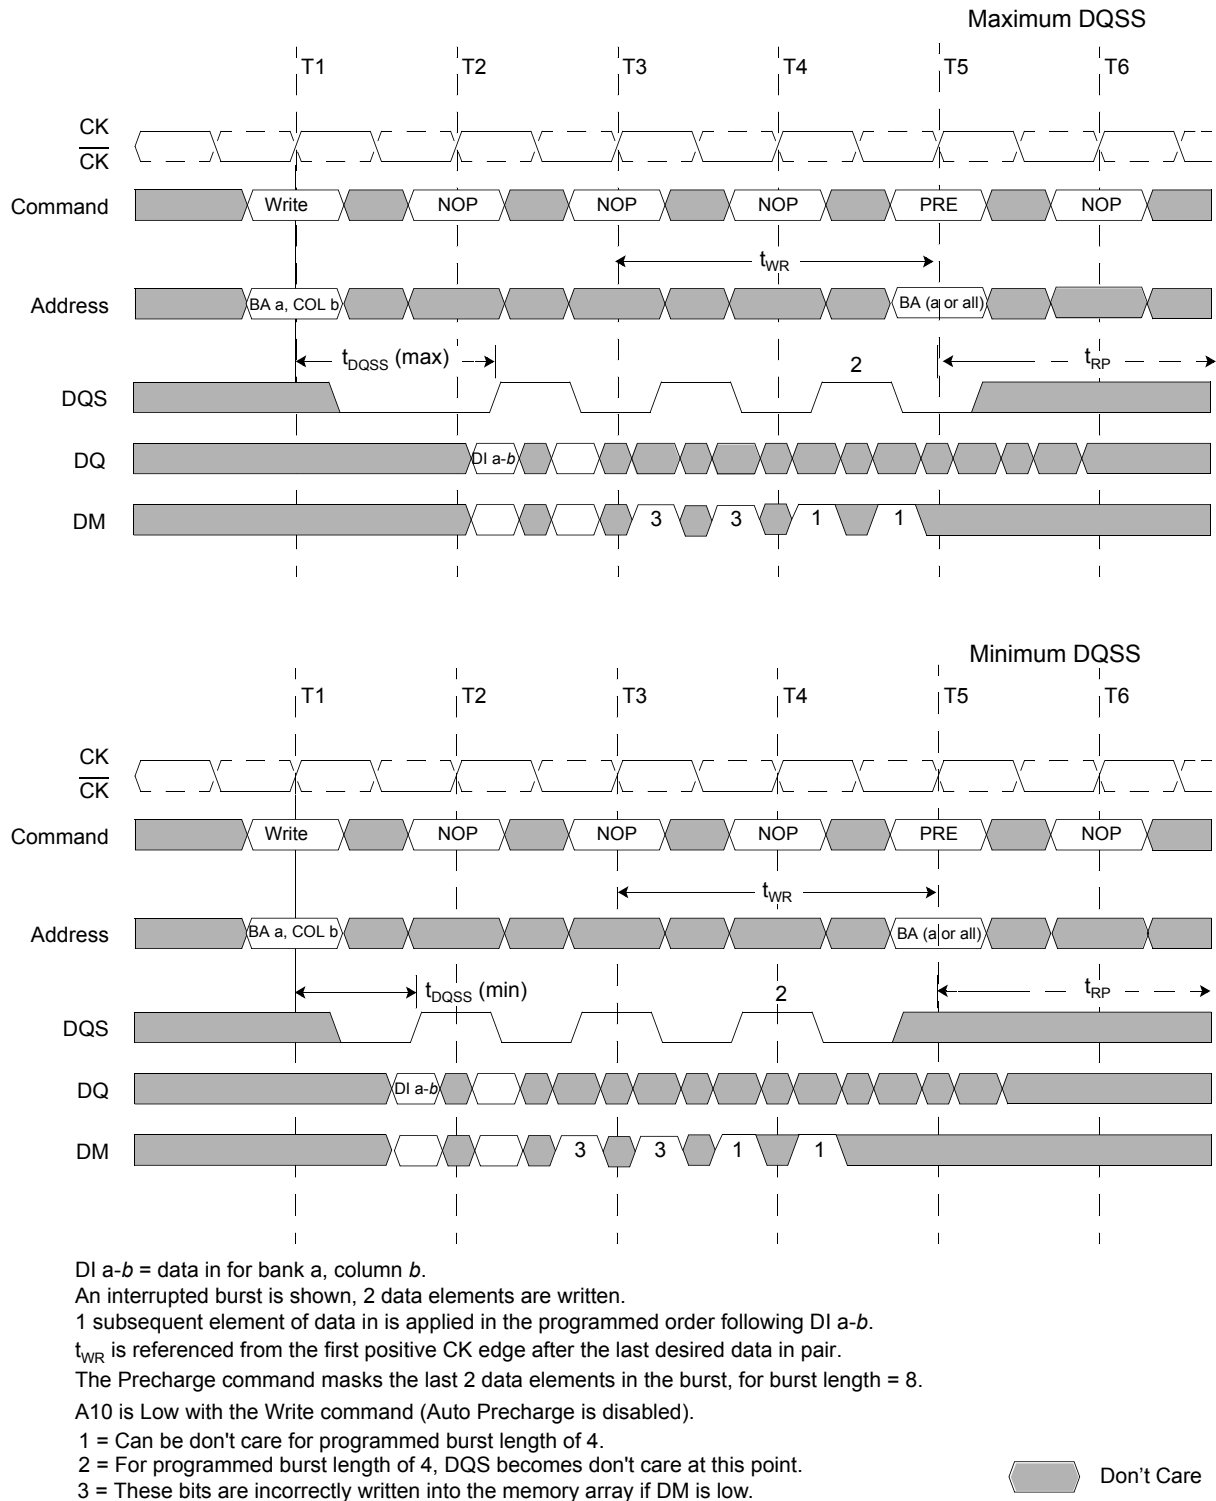 Maximum DQSS
T1 T2 T3 T4 T5 T6
CK
CK
Command Write NOP NOP NOP PRE NOP
tWR
Address BA a, COL b BA (a or all)
tDQSS (max) 2 tRP
DQS
DQ DI a-b
DM 3 3 1 1
Minimum DQSS
T1 T2 T3 T4 T5 T6
CK
CK
Command Write NOP NOP NOP PRE NOP
tWR
Address BA a, COL b BA (a or all)
tDQSS (min) 2 tRP
DQS
DQ DI a-b
DM 3 3 1 1
DI a-b = data in for bank a, column b.
An interrupted burst is shown, 2 data elements are written.
1 subsequent element of data in is applied in the programmed order following DI a-b.
tWR is referenced from the first positive CK edge after the last desired data in pair.
The Precharge command masks the last 2 data elements in the burst, for burst length = 8.
A10 is Low with the Write command (Auto Precharge is disabled).
1 = Can be don't care for programmed burst length of 4.
2 = For programmed burst length of 4, DQS becomes don't care at this point.
3 = These bits are incorrectly written into the memory array if DM is low.
Don't Care